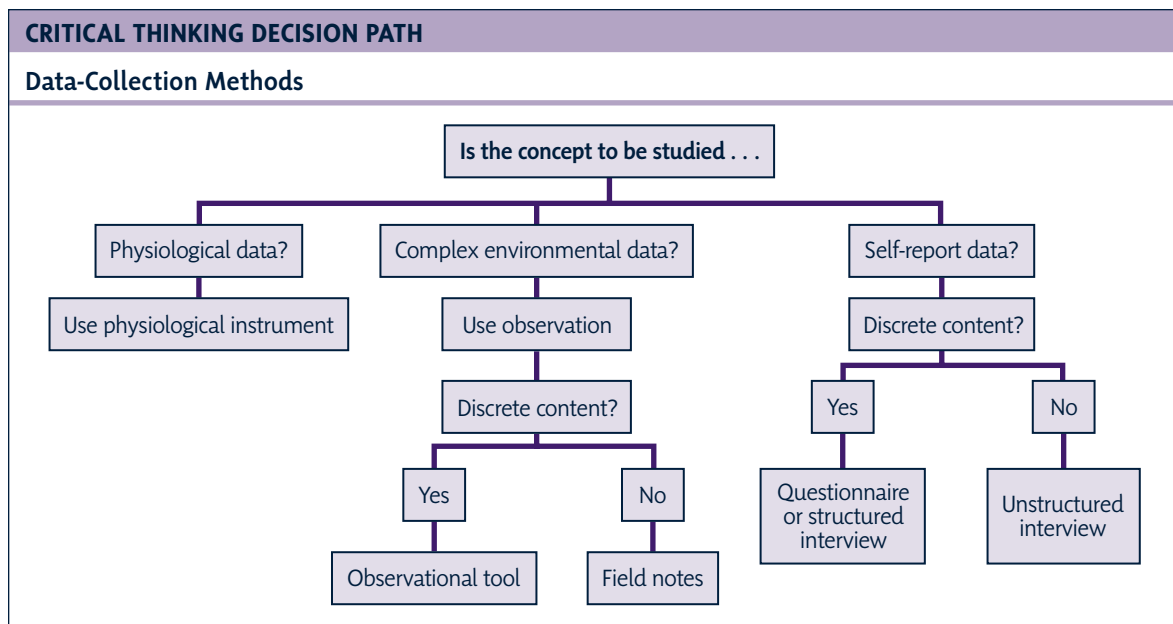 CRITICAL THINKING DECISION PATH
Data-Collection Methods
Is the concept to be studied . . .
Physiological data?
Complex environmental data?
Self-report data?
Use physiological instrument
Use observation
Discrete content?
Discrete content?
Yes
No
Yes
No
Questionnaire
or structured
interview
Unstructured
interview
Observational tool
Field notes